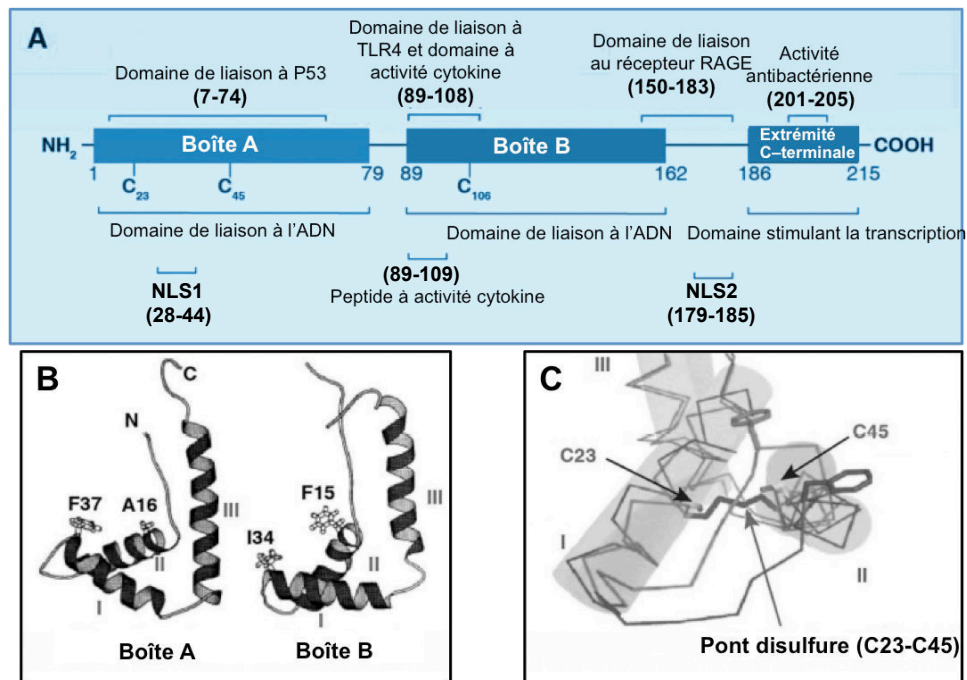 A
Domaine de liaison à P53
(7-74)
Domaine de liaison à
TLR4 et domaine à
activité cytokine
(89-108)
Domaine de liaison
au récepteur RAGE
(150-183)
Activité
antibactérienne
(201-205)
NH2
Boîte A
Boîte B
Extrémité
C–terminale
COOH
1
C23
C45
79
89
C106
162
186
215
Domaine de liaison à l'ADN
Domaine de liaison à l'ADN
Domaine stimulant la transcription
NLS1
(28-44)
(89-109)
Peptide à activité cytokine
NLS2
(179-185)
B
C
N
F37
A16
III
II
I
Boîte A
F15
I34
III
II
I
Boîte B
C
III
C23
C45
I
II
Pont disulfure (C23-C45)